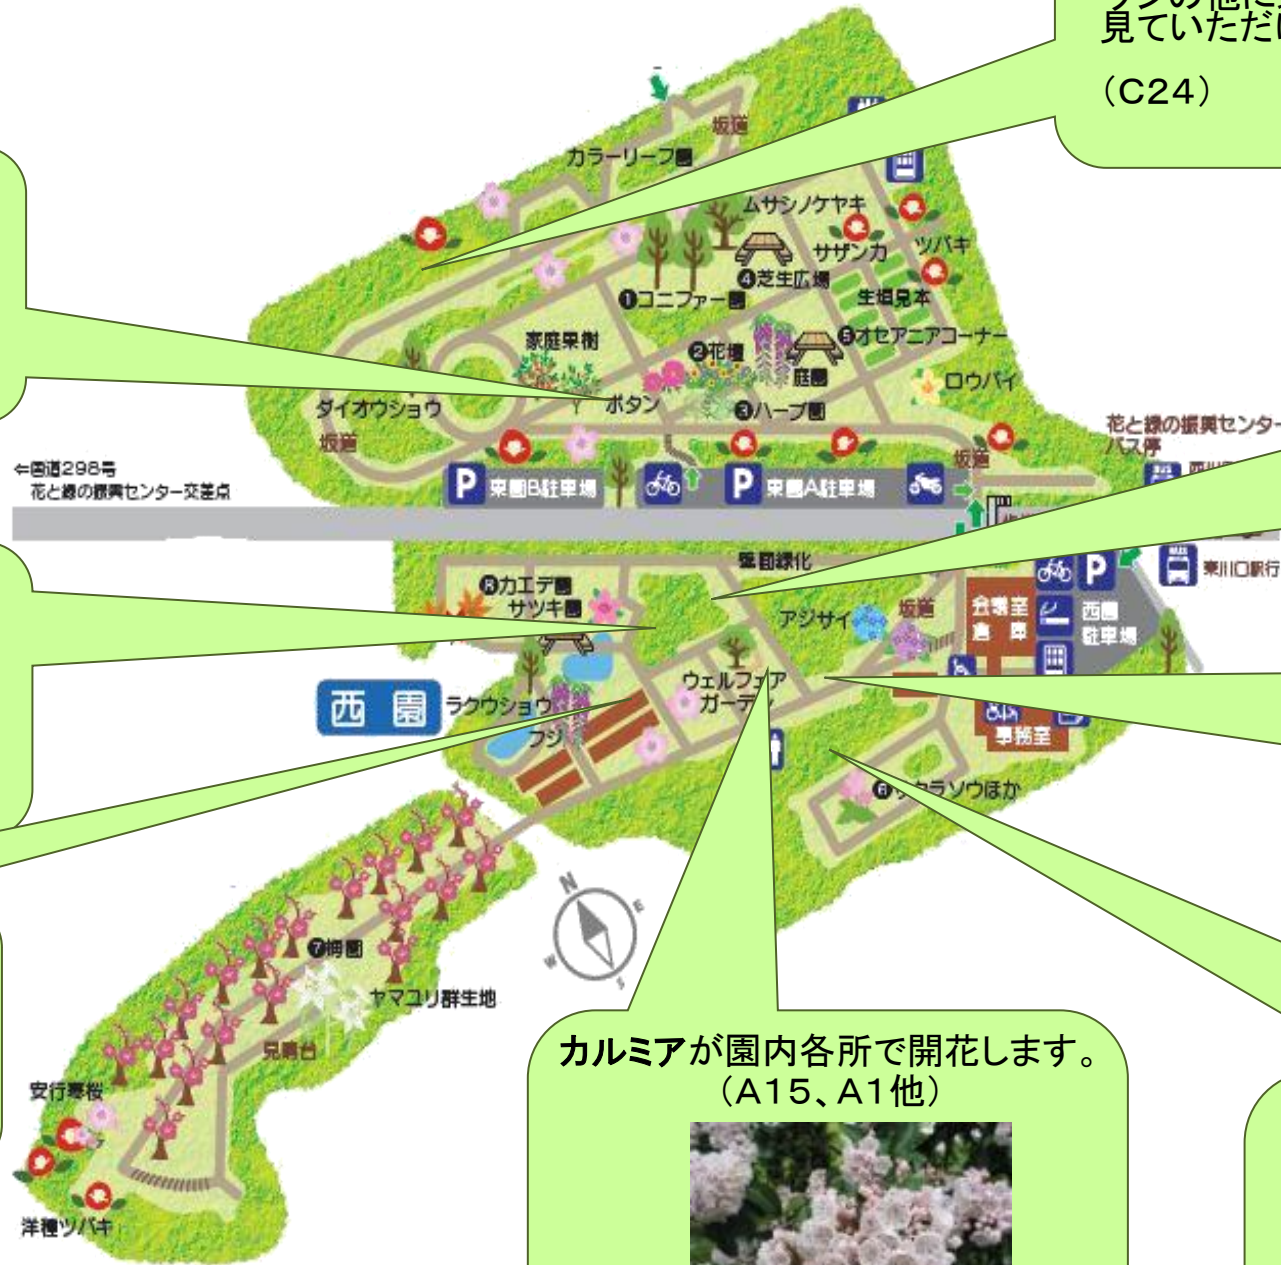 見ていただけ
（C24）
坂道
カラーリーフ園
ムサシノケヤキ
サザンカ
ツバキ
❹芝生広場
❶コニファー園
生垣見本
家庭果樹
❷花壇
❺オセアニアコーナー
庭園
ロウバイ
ダイオウショウ
ボタン
❸ハーブ園
坂道
花と緑の振興センター
バス停
坂道
⇐国道298号
花と緑の振興センター交差点
P 東園B駐車場
P 東園A駐車場
壁面緑化
BUS 東川口駅行
P
❽カエデ園
サツキ園
アジサイ
坂道
会議室
倉庫
西園
駐車場
西園
ラクウショウ
ウェルフェア
ガーデン
フジ
事務室
❻サクラソウほか
N
E
W
S
❼梅園
ヤマユリ群生地
見晴台
安行寒桜
洋種ツバキ
カルミアが園内各所で開花します。
（A15、A1他）